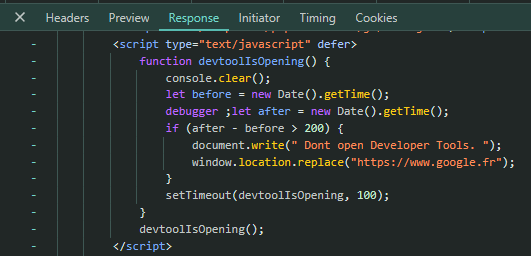 Headers Preview Response Initiator Timing Cookies
<script type="text/javascript" defer>
function devtoolIsOpening() {
console.clear();
let before = new Date().getTime();
debugger ;let after = new Date().getTime();
if (after - before > 200) {
document.write(" Dont open Developer Tools. ");
window.location.replace("https://www.google.fr");
}
setTimeout(devtoolIsOpening, 100);
}
devtoolIsOpening();
</script>